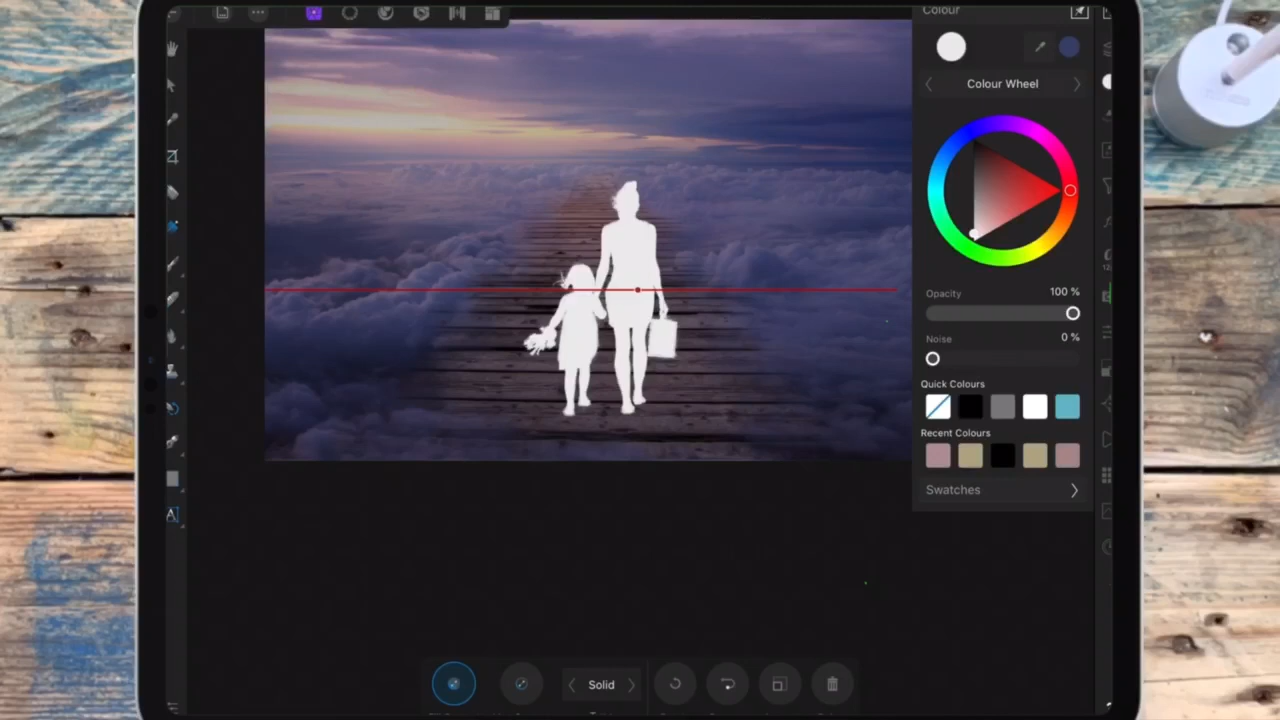 Colour
Colour Wheel
Opacity 100 %
Noise 0 %
Quick Colours
Recent Colours
Swatches
Solid